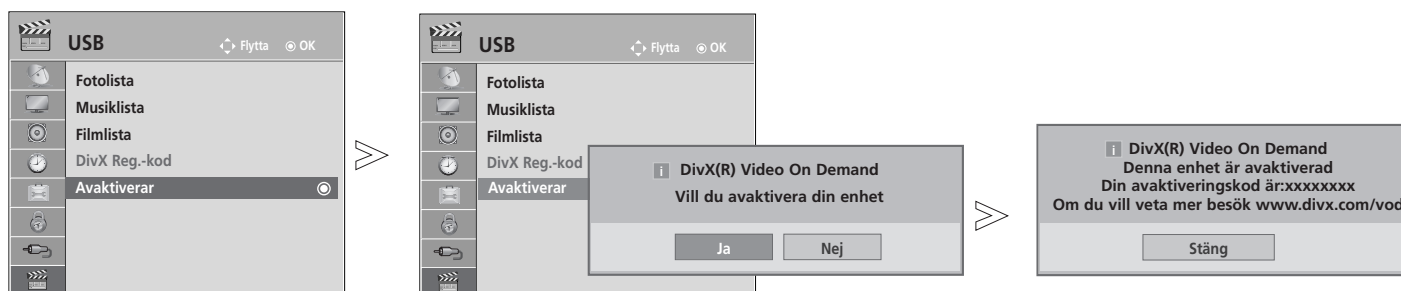 USB
Flytta OK
Fotolista
Musiklista
Filmlista
DivX Reg.-kod
Avaktiverar
USB
Flytta OK
Fotolista
Musiklista
Filmlista
DivX Reg.-kod
Avaktiverar
i DivX(R) Video On Demand
Vill du avaktivera din enhet
Ja Nej
i DivX(R) Video On Demand
Denna enhet är avaktiverad
Din avaktiveringskod är:xxxxxxxx
Om du vill veta mer besök www.divx.com/vod
Stäng